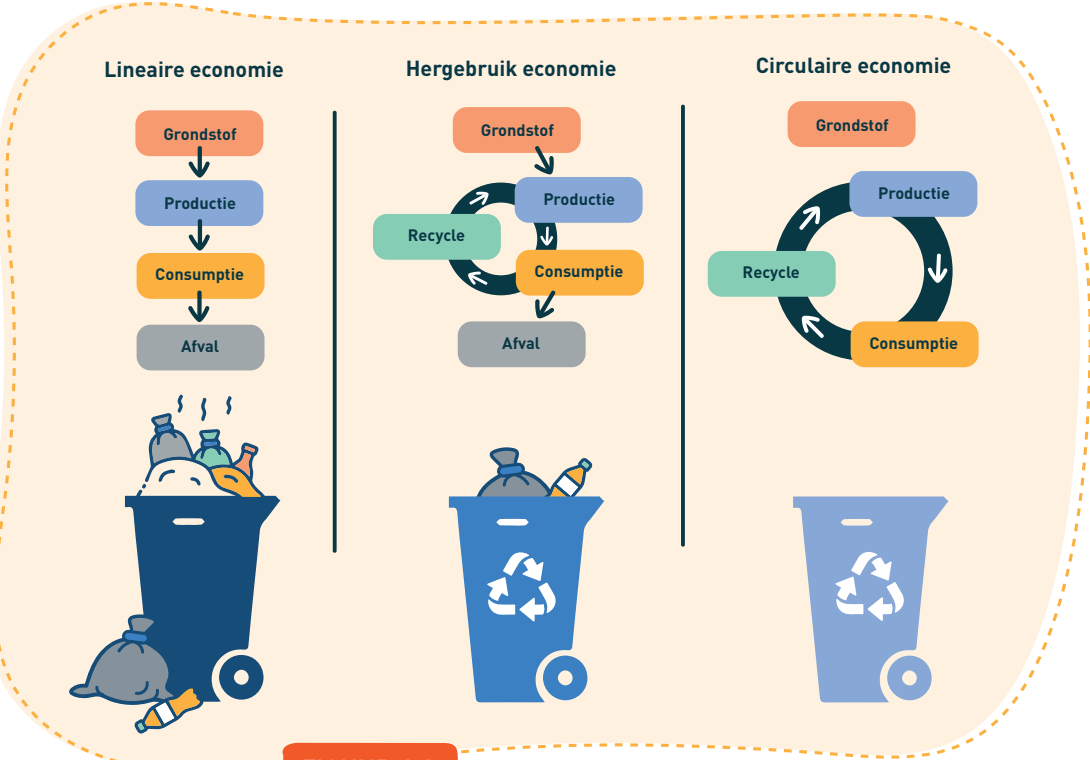 Lineaire economie
Grondstof
Productie
Consumptie
Afval
Hergebruik economie
Grondstof
Productie
Recycle
Consumptie
Afval
Circulaire economie
Grondstof
Productie
Recycle
Consumptie